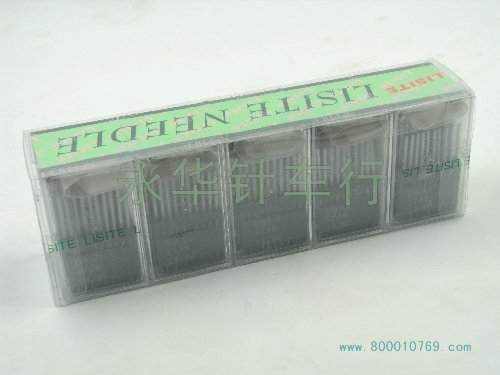 LISITE
LISITE NEEDLE
永华针车行
LISITE LIS
SITE LISITE L
www.800010769.com